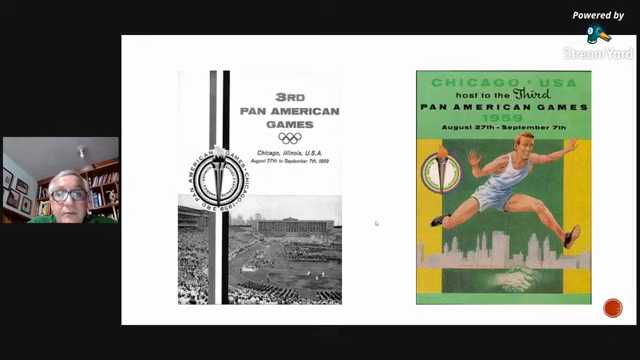 Powered by
StreamYard
3RD
PAN AMERICAN
GAMES
Chicago, Illinois, U.S.A.
August 27th to September 7th, 1959
CHICAGO • USA
host to the Third
PAN AMERICAN GAMES
1959
August 27th - September 7th